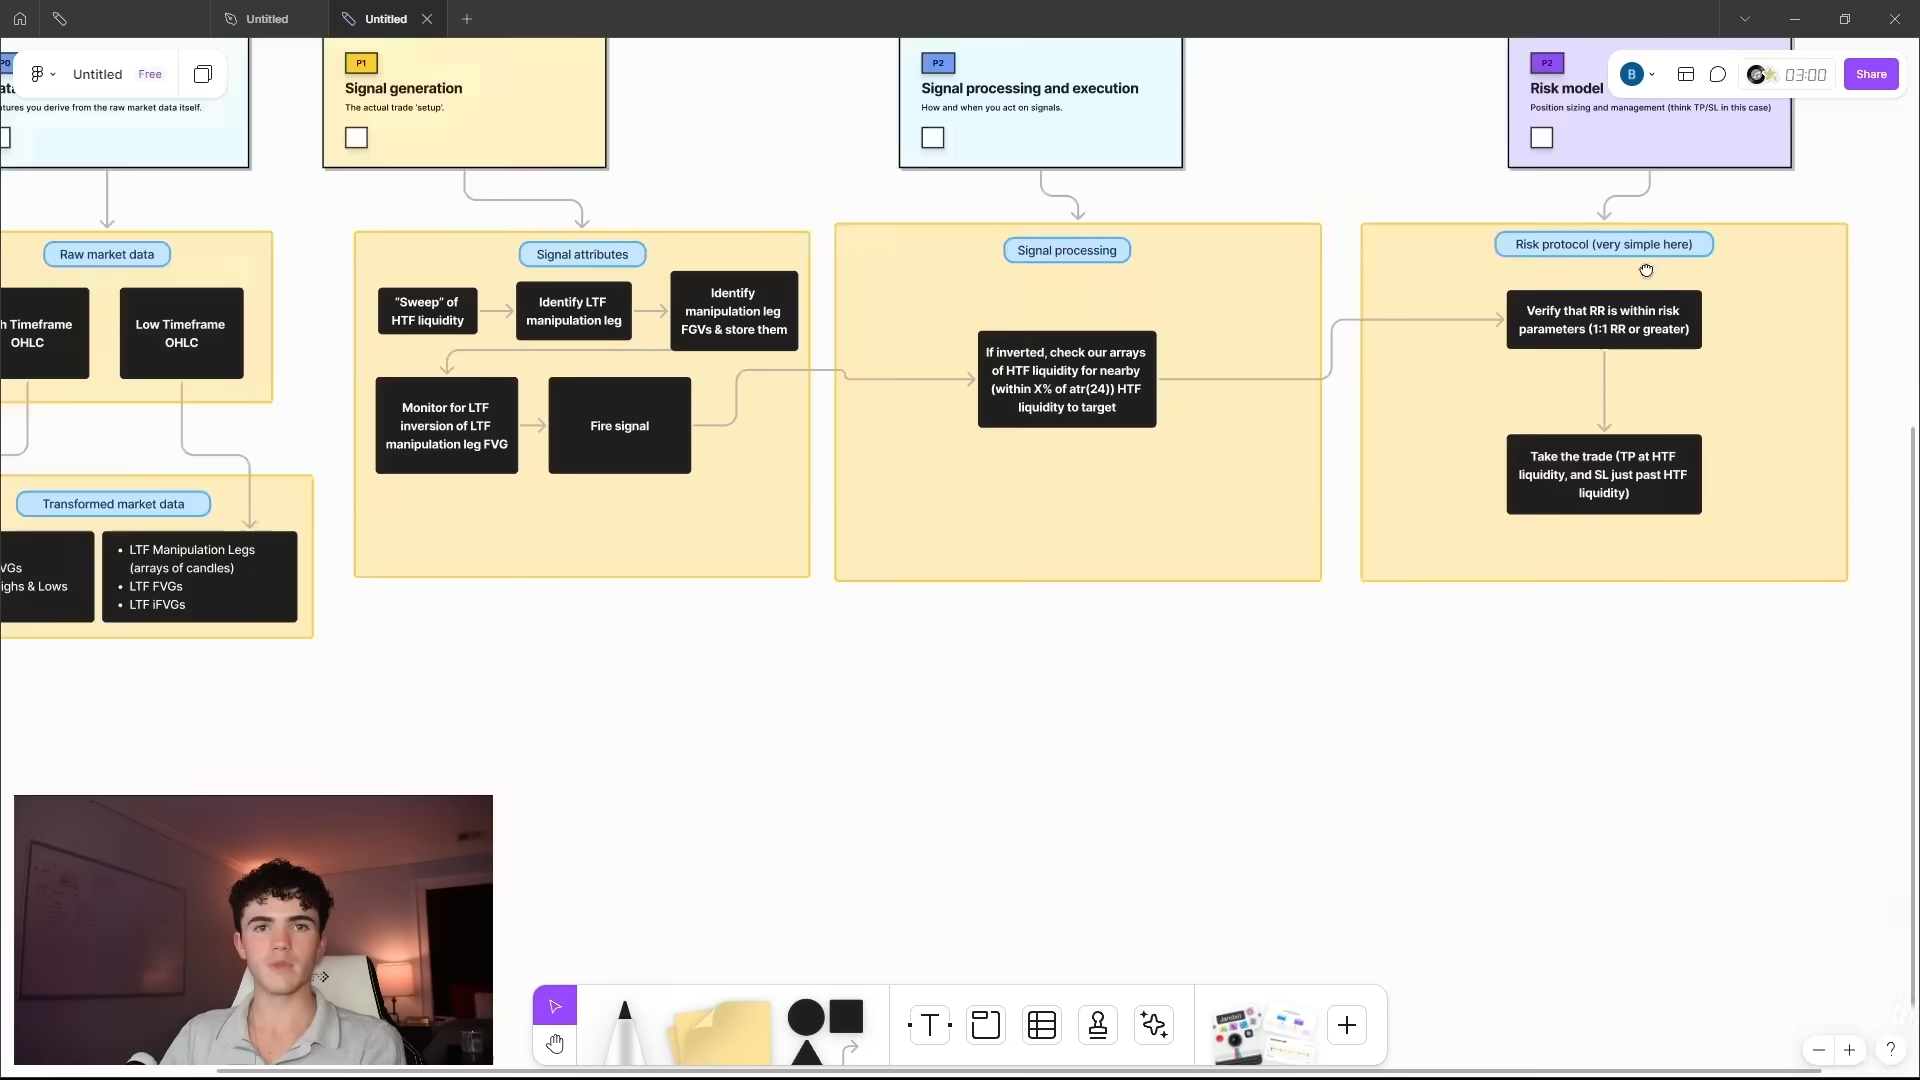 Untitled
Untitled
Untitled
Free
B
03:00
Share
P0
atures you derive from the raw market data itself.
P1
Signal generation
The actual trade 'setup'.
P2
Signal processing and execution
How and when you act on signals.
P2
Risk model
Position sizing and management (think TP/SL in this case)
Raw market data
h Timeframe
OHLC
Low Timeframe
OHLC
Transformed market data
VGs
ighs & Lows
• LTF Manipulation Legs
(arrays of candles)
• LTF FVGs
• LTF iFVGs
Signal attributes
“Sweep” of
HTF liquidity
Identify LTF
manipulation leg
Identify
manipulation leg
FGVs & store them
Monitor for LTF
inversion of LTF
manipulation leg FVG
Fire signal
Signal processing
If inverted, check our arrays
of HTF liquidity for nearby
(within X% of atr(24)) HTF
liquidity to target
Risk protocol (very simple here)
Verify that RR is within risk
parameters (1:1 RR or greater)
Take the trade (TP at HTF
liquidity, and SL just past HTF
liquidity)
T
Jambot
?